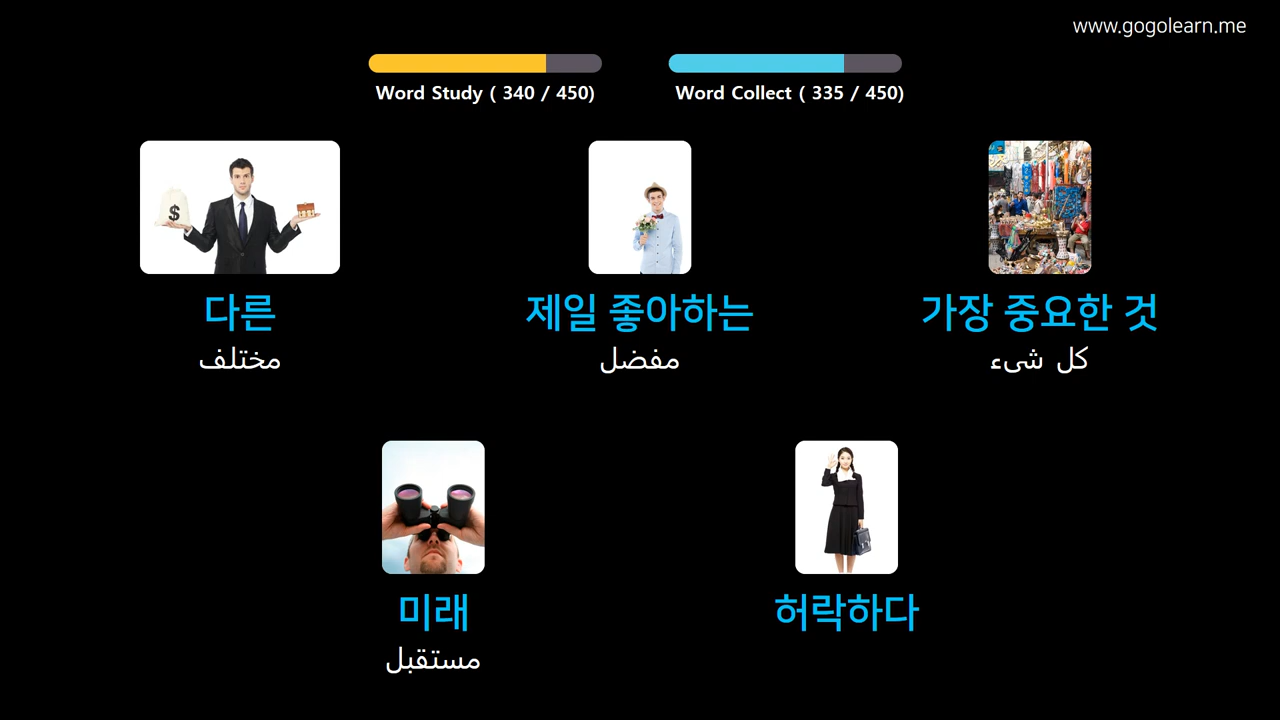 www.gogolearn.me
Word Study ( 340 / 450)
Word Collect ( 335 / 450)
다른
مختلف
제일 좋아하는
مفضل
가장 중요한 것
كل شىء
미래
مستقبل
허락하다